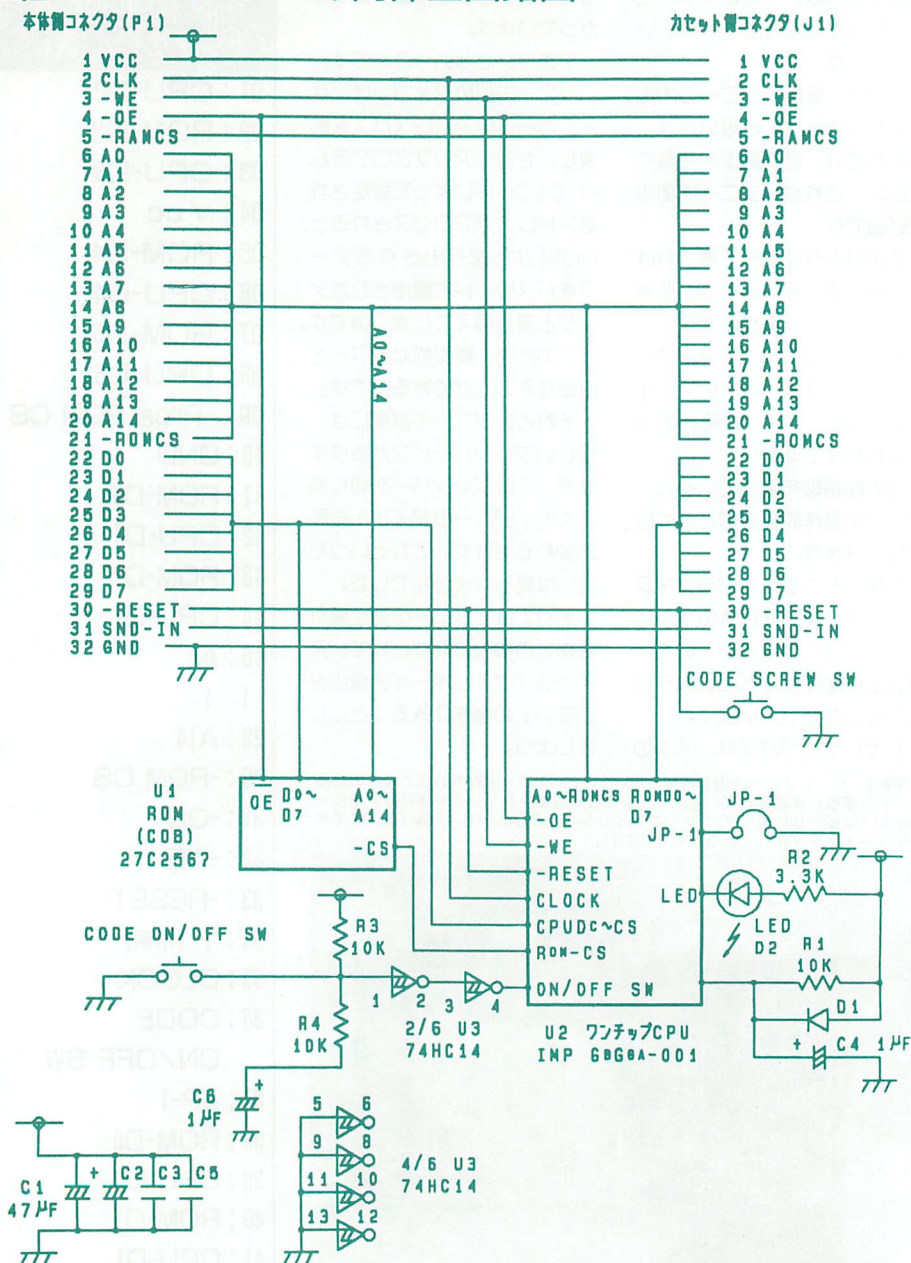 本体側コネクタ(P1)
カセット側コネクタ(J1)
1 VCC
2 CLK
3 -WE
4 -OE
5 -RAMCS
6 A0
7 A1
8 A2
9 A3
10 A4
11 A5
12 A6
13 A7
14 A8
15 A9
16 A10
17 A11
18 A12
19 A13
20 A14
21 -ROMCS
22 D0
23 D1
24 D2
25 D3
26 D4
27 D5
28 D6
29 D7
30 -RESET
31 SND-IN
32 GND
1 VCC
2 CLK
3 -WE
4 -OE
5 -RAMCS
6 A0
7 A1
8 A2
9 A3
10 A4
11 A5
12 A6
13 A7
14 A8
15 A9
16 A10
17 A11
18 A12
19 A13
20 A14
21 -ROMCS
22 D0
23 D1
24 D2
25 D3
26 D4
27 D5
28 D6
29 D7
30 -RESET
31 SND-IN
32 GND
A0~A14
CODE SCREW SW
U1
ROM
(COB)
27C2567
OE
D0~
D7
A0~
A14
-CS
A0~ROMCS
ROMD0~
D7
-OE
-WE
-RESET
CLOCK
CPUD0~CS
ROM-CS
ON/OFF SW
JP-1
LED
JP-1
R2
3.3K
LED
D2
R1
10K
D1
+ C4 1μF
U2 ワンチップCPU
IMP GBG8A-001
CODE ON/OFF SW
R3
10K
R4
10K
1 2 3 4
2/6 U3
74HC14
C6
1μF
+
5 6
9 8
11 10
13 12
4/6 U3
74HC14
C1
47μF
+ C2 C3 C5